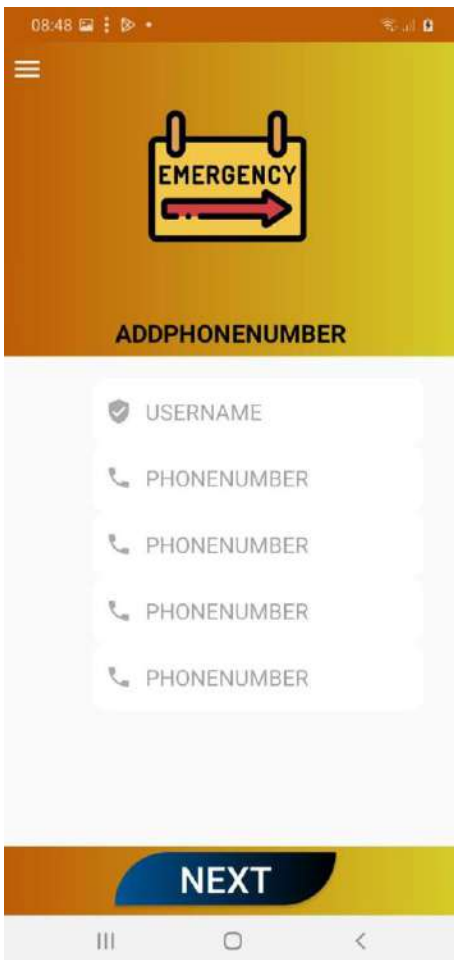 08:48
EMERGENCY
ADDPHONENUMBER
USERNAME
PHONENUMBER
PHONENUMBER
PHONENUMBER
PHONENUMBER
NEXT